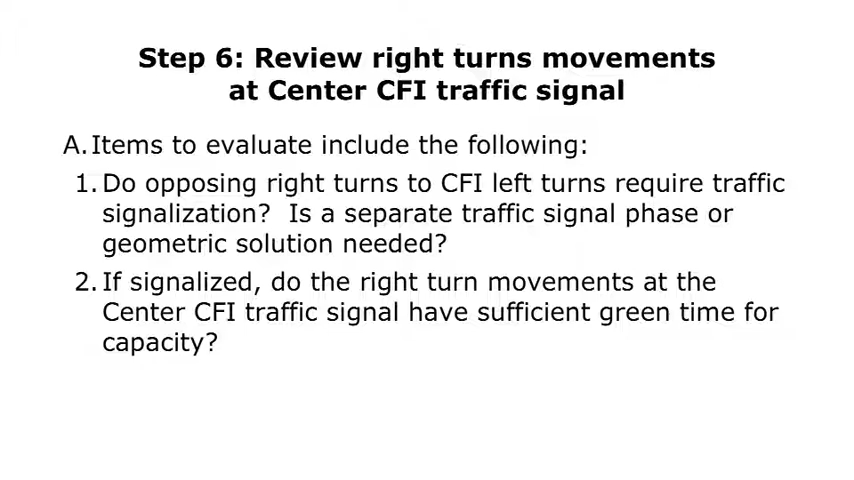 Step 6: Review right turns movements
at Center CFI traffic signal
A. Items to evaluate include the following:
1. Do opposing right turns to CFI left turns require traffic
signalization?  Is a separate traffic signal phase or
geometric solution needed?
2. If signalized, do the right turn movements at the
Center CFI traffic signal have sufficient green time for
capacity?